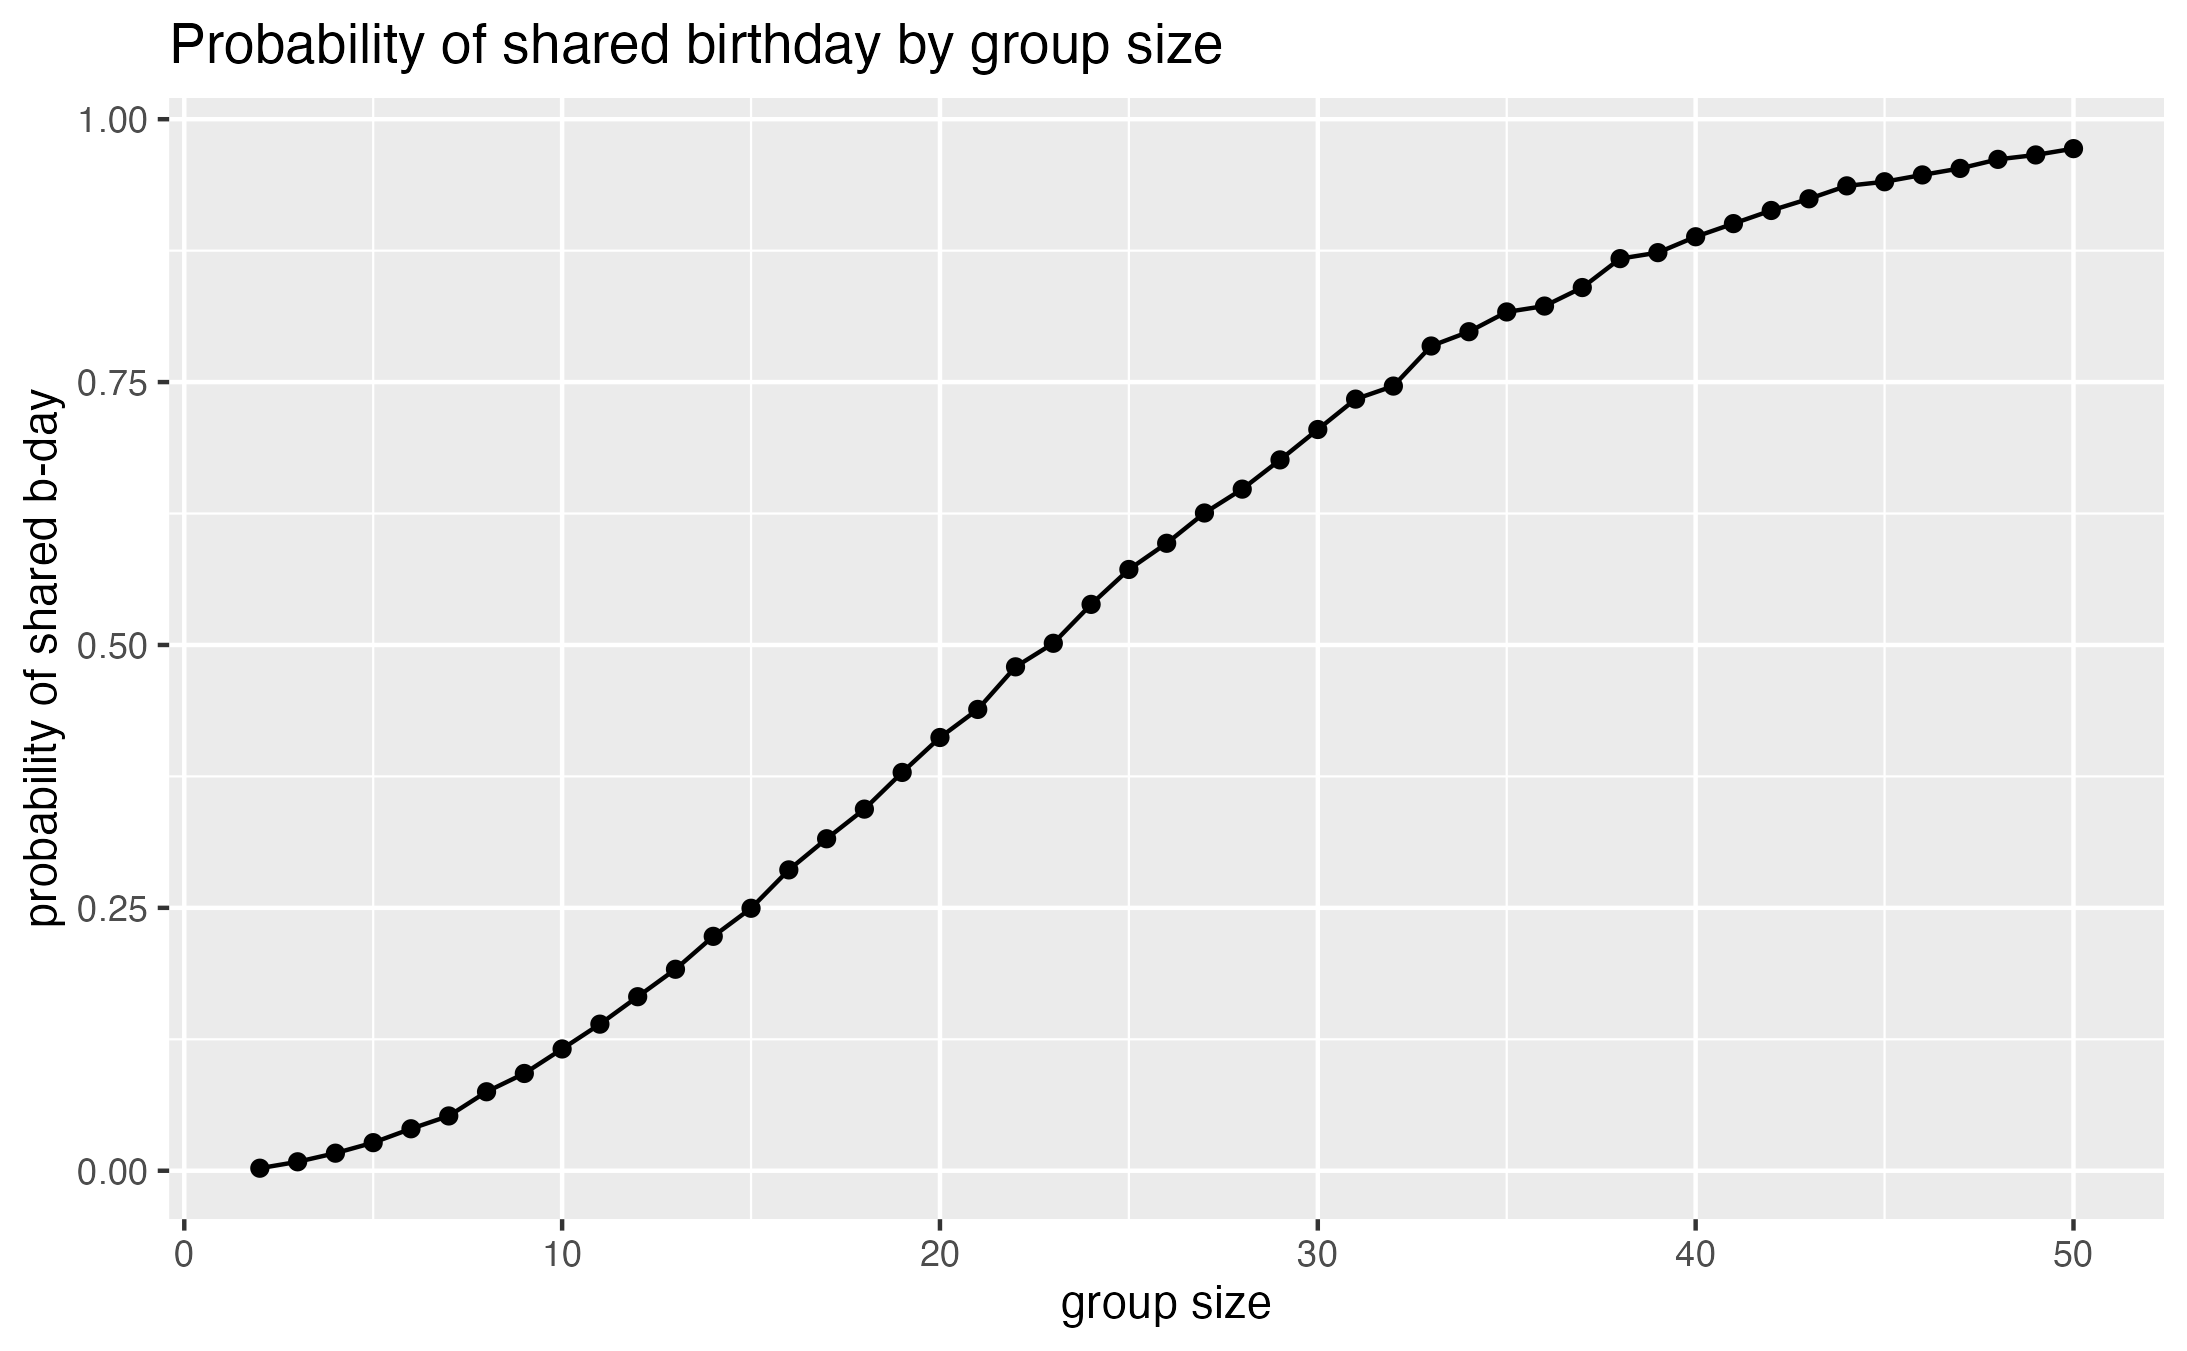 Probability of shared birthday by group size
probability of shared b-day
1.00
0.75
0.50
0.25
0.00
0 10 20 30 40 50
group size